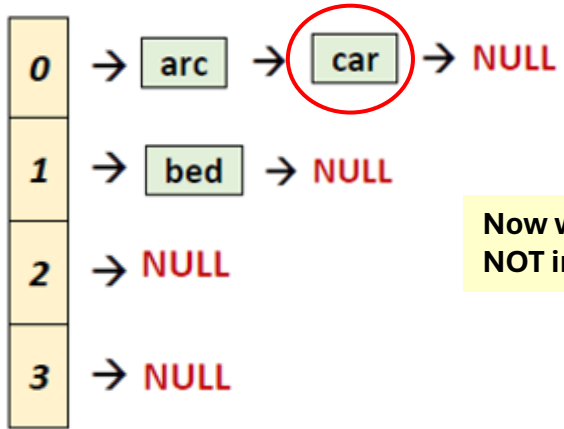 0 → arc → car → NULL
1 → bed → NULL
2 → NULL
3 → NULL
Now
NOT